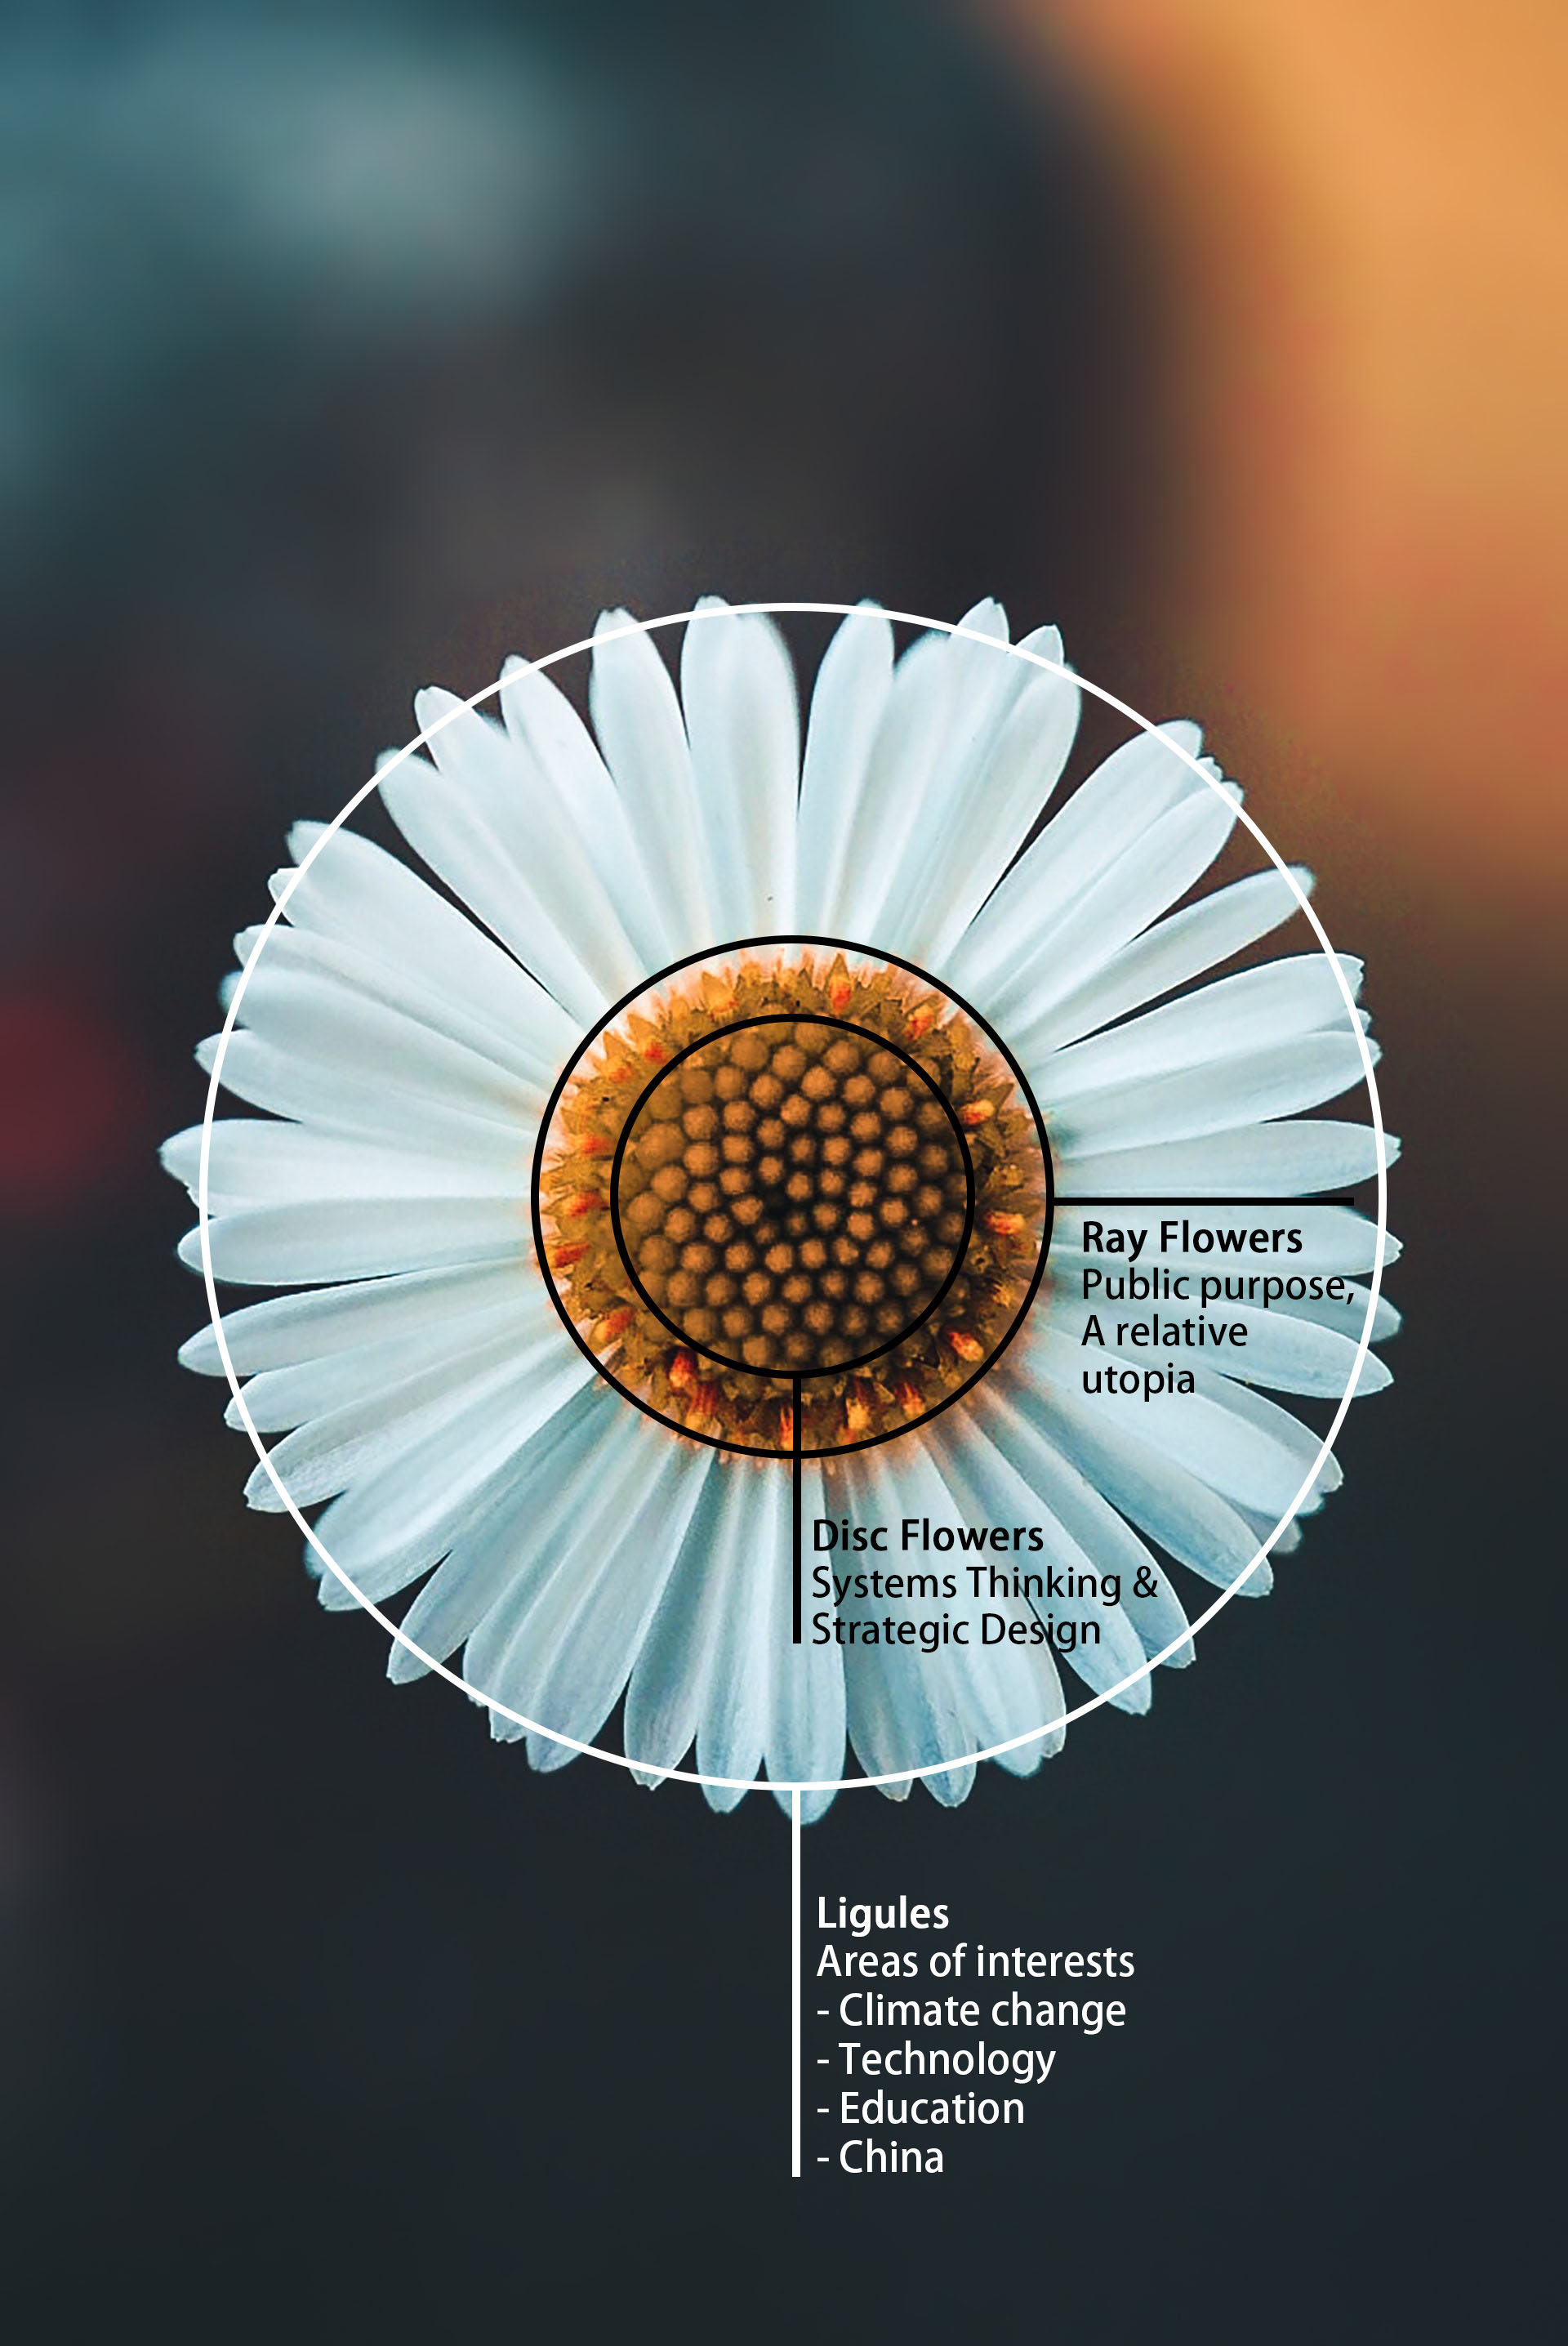 Ray Flowers
Public purpose,
A relative
utopia
Disc Flowers
Systems Thinking &
Strategic Design
Ligules
Areas of interests
- Climate change
- Technology
- Education
- China